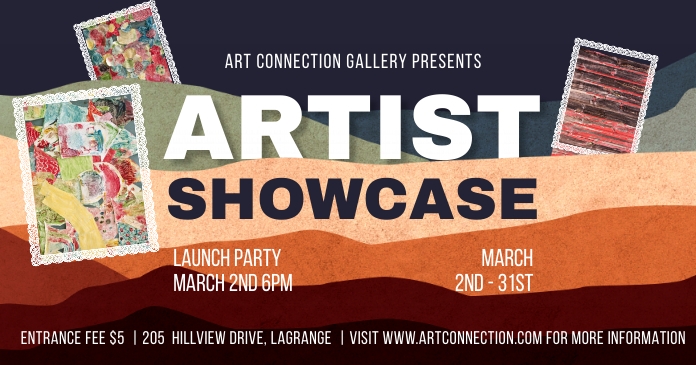 ART CONNECTION GALLERY PRESENTS
ARTIST
SHOWCASE
LAUNCH PARTY
MARCH 2ND 6PM
MARCH
2ND - 31ST
ENTRANCE FEE $5 | 205 HILLVIEW DRIVE, LAGRANGE | VISIT WWW.ARTCONNECTION.COM FOR MORE INFORMATION